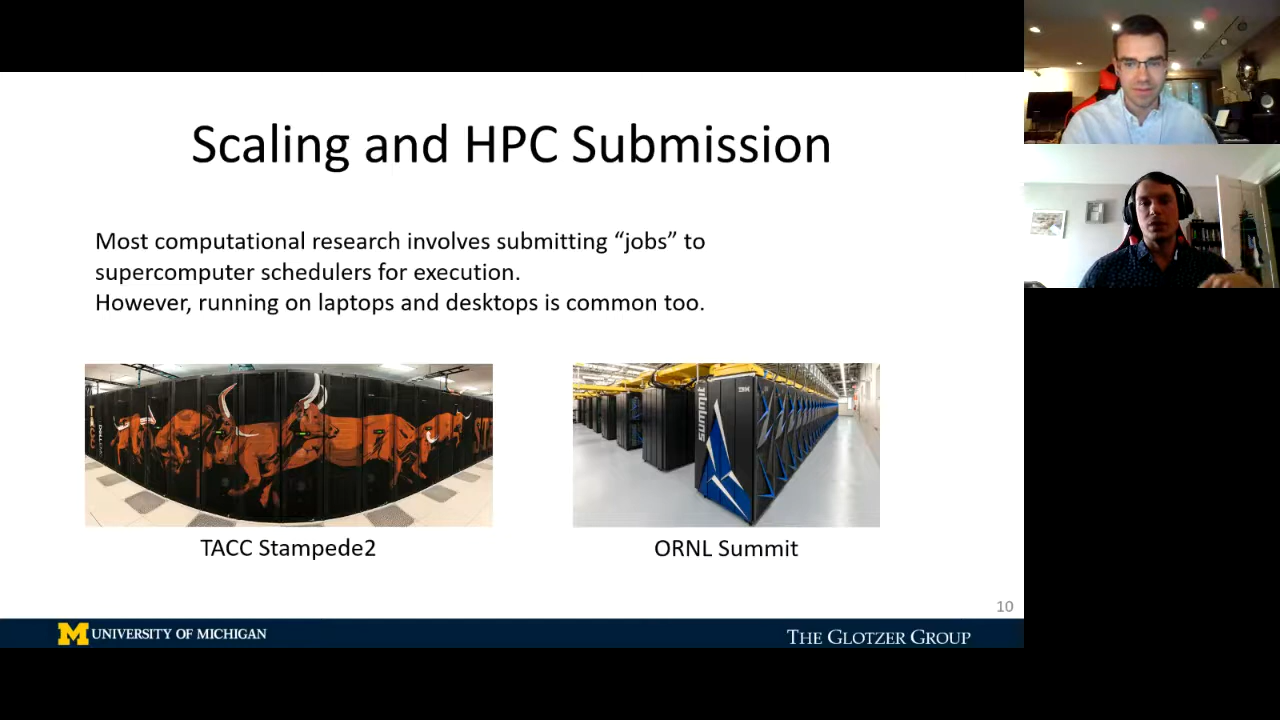 Scaling and HPC Submission
Most computational research involves submitting “jobs” to
supercomputer schedulers for execution.
However, running on laptops and desktops is common too.
summit
TACC Stampede2
ORNL Summit
10
M UNIVERSITY OF MICHIGAN
THE GLOTZER GROUP